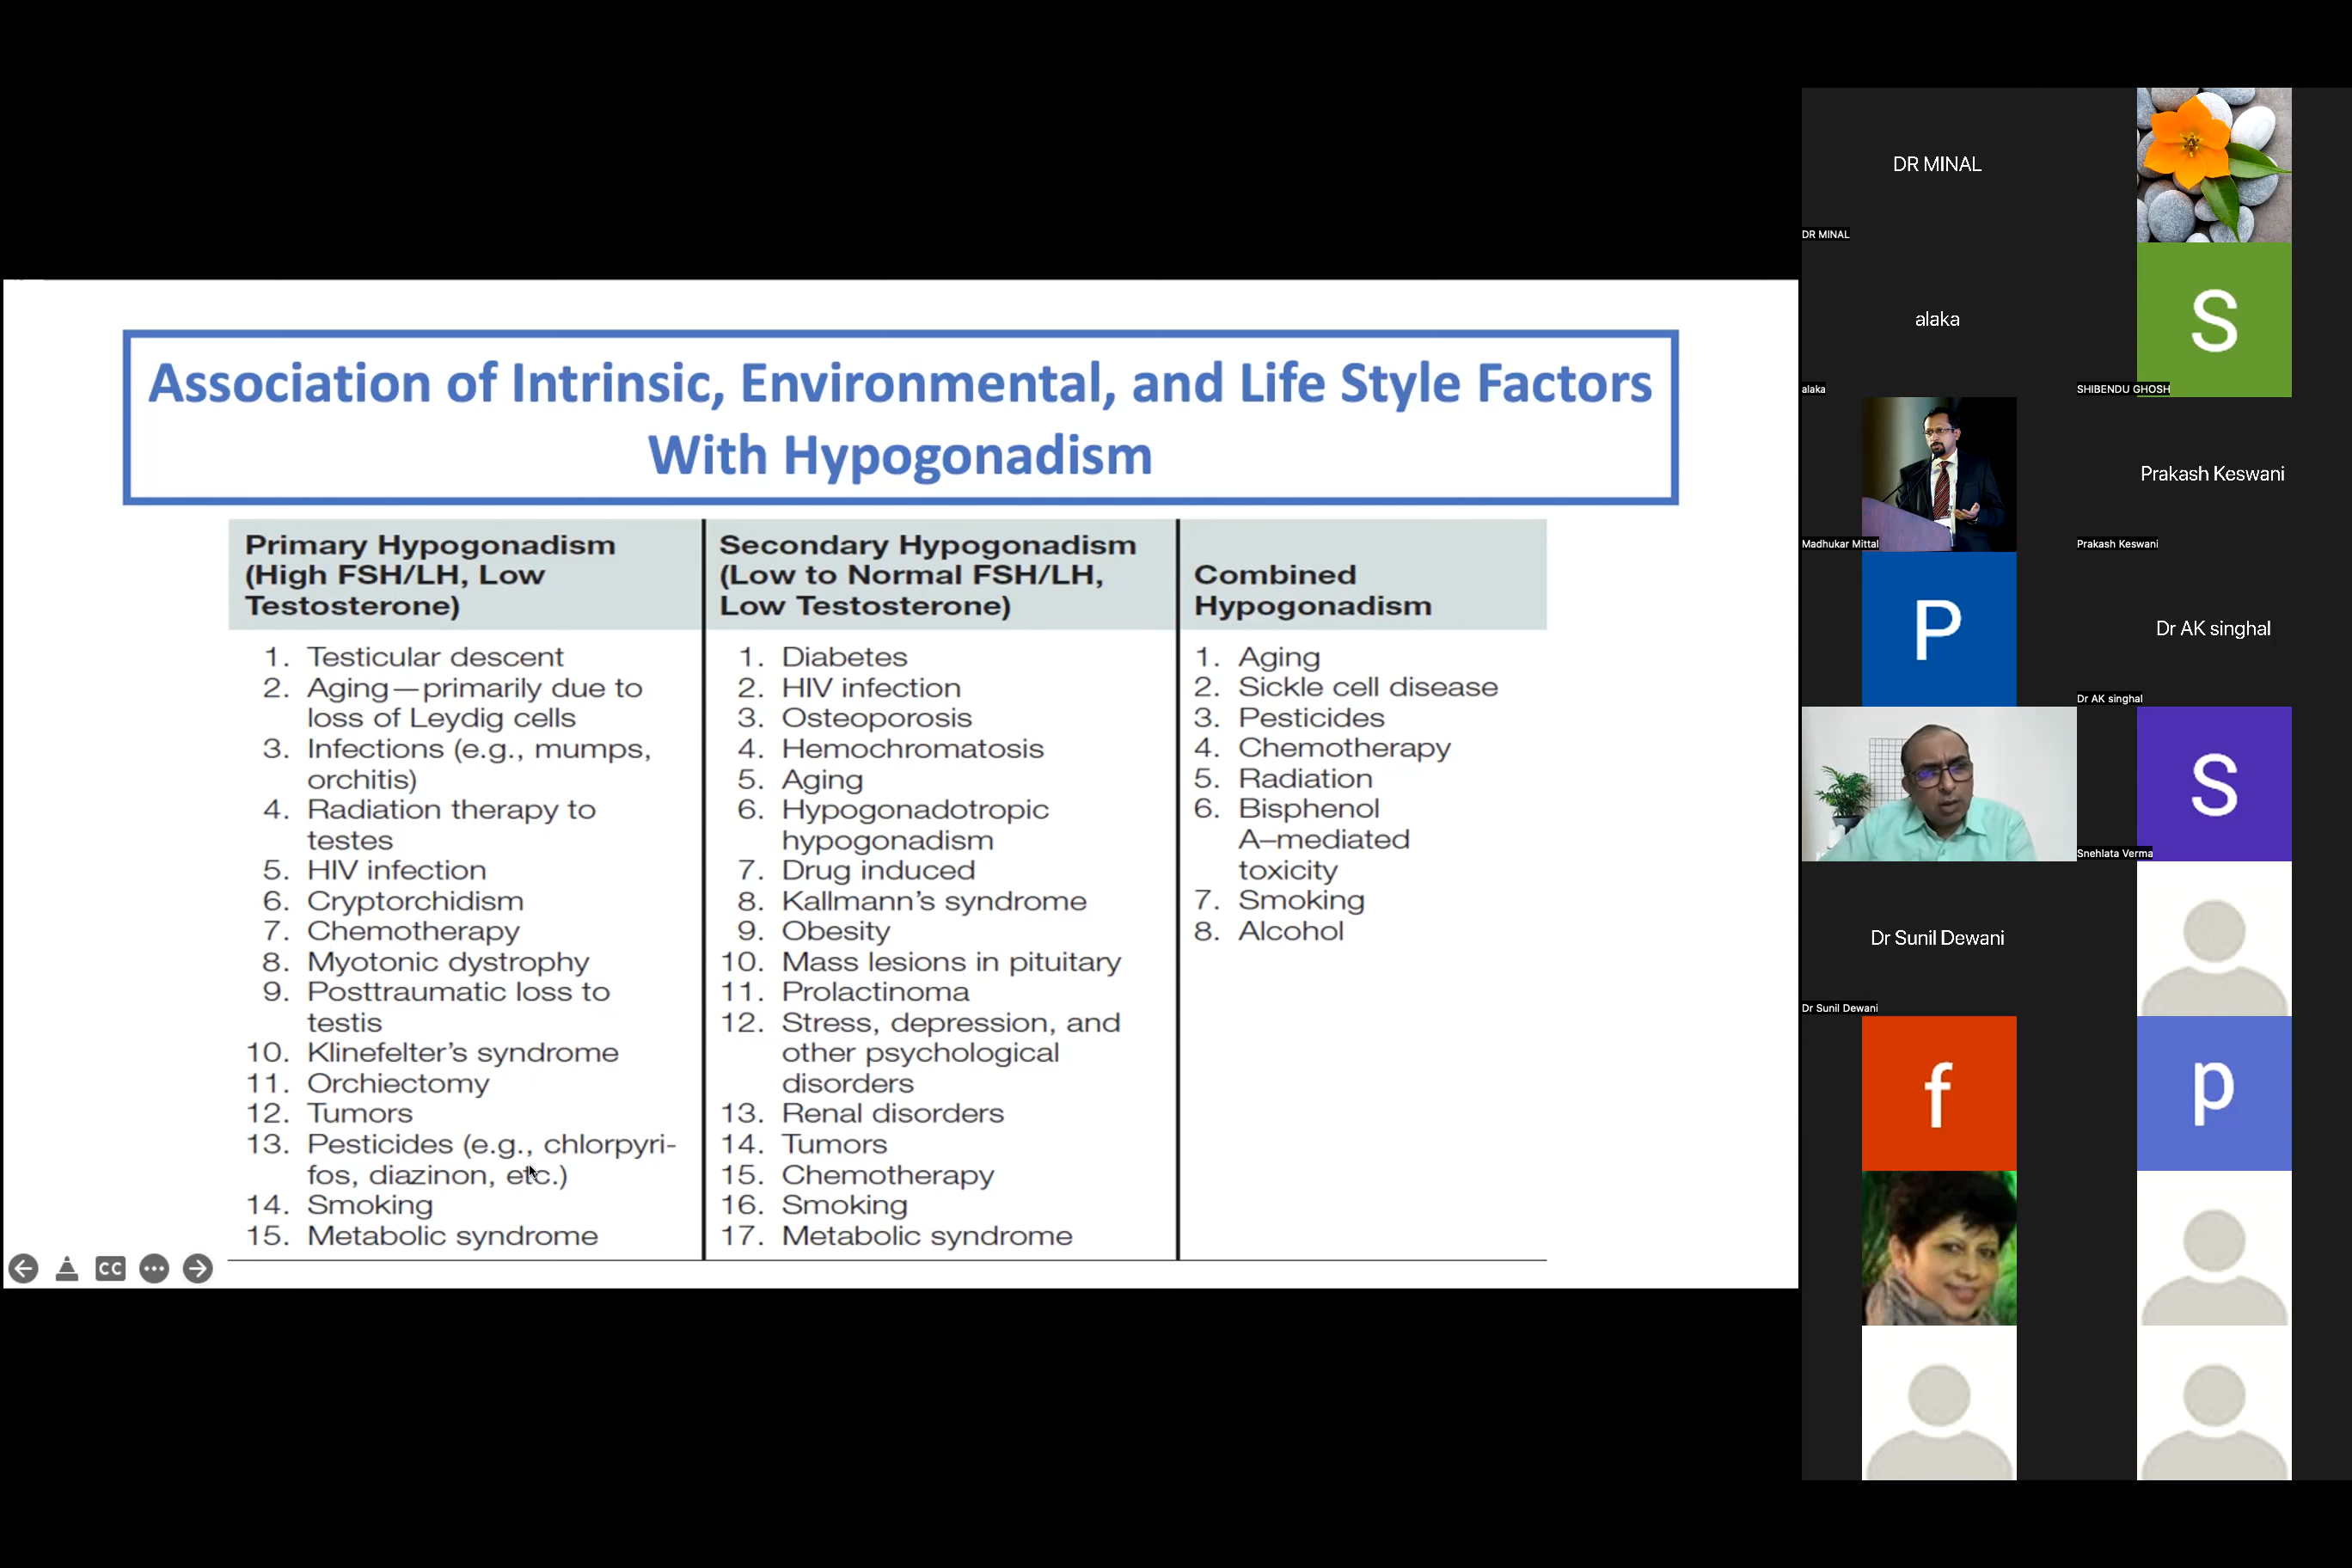 Association of Intrinsic, Environmental, and Life Style Factors
With Hypogonadism
Primary Hypogonadism
(High FSH/LH, Low
Testosterone)
1. Testicular descent
2. Aging—primarily due to
loss of Leydig cells
3. Infections (e.g., mumps,
orchitis)
4. Radiation therapy to
testes
5. HIV infection
6. Cryptorchidism
7. Chemotherapy
8. Myotonic dystrophy
9. Posttraumatic loss to
testis
10. Klinefelter's syndrome
11. Orchiectomy
12. Tumors
13. Pesticides (e.g., chlorpyri-
fos, diazinon, etc.)
14. Smoking
15. Metabolic syndrome
Secondary Hypogonadism
(Low to Normal FSH/LH,
Low Testosterone)
1. Diabetes
2. HIV infection
3. Osteoporosis
4. Hemochromatosis
5. Aging
6. Hypogonadotropic
hypogonadism
7. Drug induced
8. Kallmann's syndrome
9. Obesity
10. Mass lesions in pituitary
11. Prolactinoma
12. Stress, depression, and
other psychological
disorders
13. Renal disorders
14. Tumors
15. Chemotherapy
16. Smoking
17. Metabolic syndrome
Combined
Hypogonadism
1. Aging
2. Sickle cell disease
3. Pesticides
4. Chemotherapy
5. Radiation
6. Bisphenol
A–mediated
toxicity
7. Smoking
8. Alcohol
CC
DR MINAL
DR MINAL
alaka
alaka
S
SHIBENDU GHOSH
Madhukar Mittal
Prakash Keswani
Prakash Keswani
P
Dr AK singhal
Dr AK singhal
S
Snehlata Verma
Dr Sunil Dewani
Dr Sunil Dewani
f
p